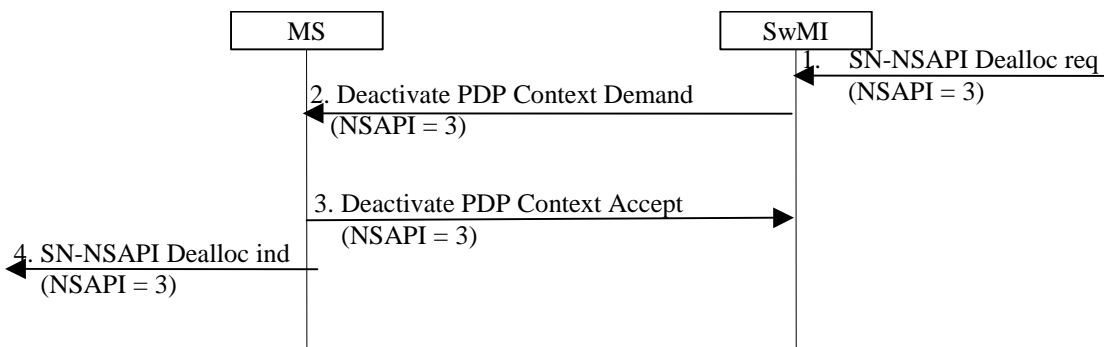 MS
SwMI
1. SN-NSAPI Dealloc req
(NSAPI = 3)
2. Deactivate PDP Context Demand
(NSAPI = 3)
3. Deactivate PDP Context Accept
(NSAPI = 3)
4. SN-NSAPI Dealloc ind
(NSAPI = 3)